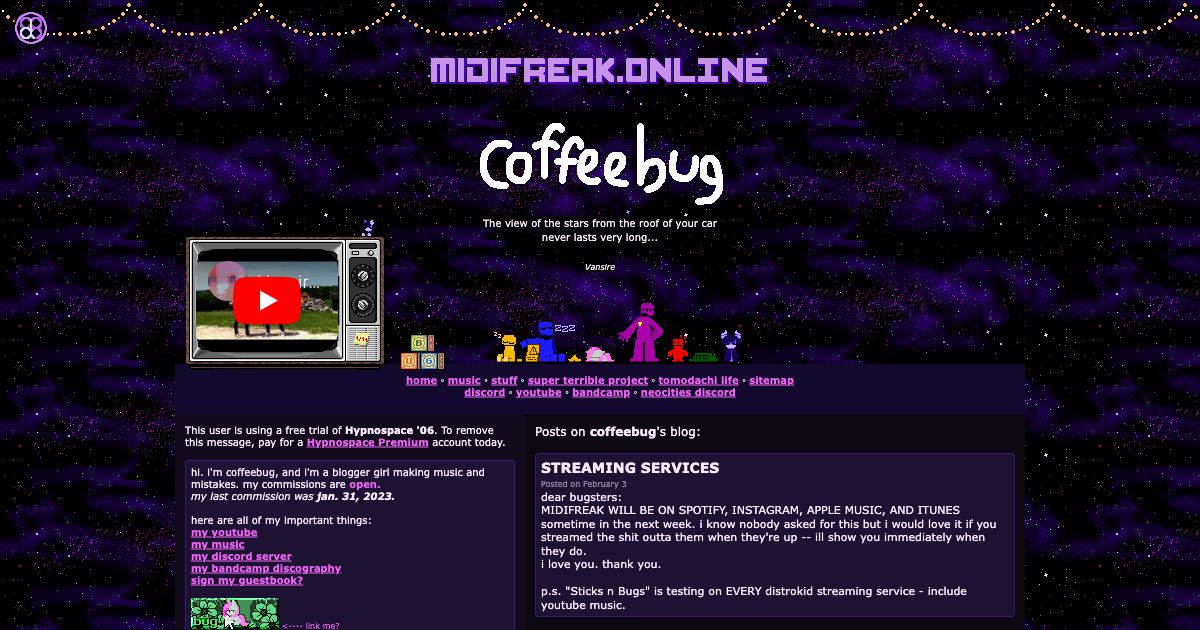 MIDIFREAK.ONLINE
coffeebug
The view of the stars from the roof of your car
never lasts very long...
Vansire
1/14
z z
ZZZ
B
U G
home ◦ music ◦ stuff ◦ super terrible project ◦ tomodachi life ◦ sitemap
discord ◦ youtube ◦ bandcamp ◦ neocities discord
This user is using a free trial of Hypnospace '06. To remove
this message, pay for a Hypnospace Premium account today.
hi. i'm coffeebug, and i'm a blogger girl making music and
mistakes. my commissions are open.
my last commission was jan. 31, 2023.
here are all of my important things:
my youtube
my music
my discord server
my bandcamp discography
sign my guestbook?
bug
<---- link me?
Posts on coffeebug's blog:
STREAMING SERVICES
Posted on February 3
dear bugsters:
MIDIFREAK WILL BE ON SPOTIFY, INSTAGRAM, APPLE MUSIC, AND ITUNES
sometime in the next week. i know nobody asked for this but i would love it if you
streamed the shit outta them when they're up -- ill show you immediately when
they do.
i love you. thank you.
p.s. "Sticks n Bugs" is testing on EVERY distrokid streaming service - include
youtube music.